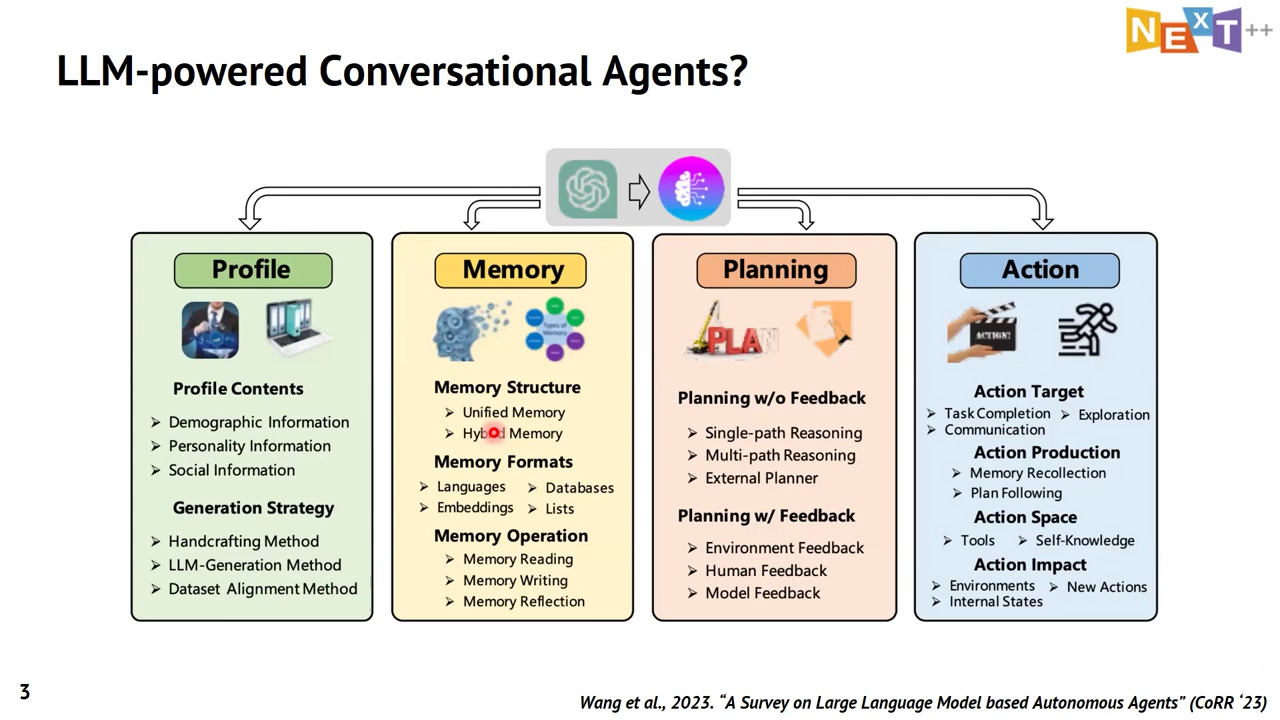 NExT++
LLM-powered Conversational Agents?
Profile
Profile Contents
➢ Demographic Information
➢ Personality Information
➢ Social Information
Generation Strategy
➢ Handcrafting Method
➢ LLM-Generation Method
➢ Dataset Alignment Method
Memory
Types of
Memory
Memory Structure
➢ Unified Memory
➢ Hybrid Memory
Memory Formats
➢ Languages ➢ Databases
➢ Embeddings ➢ Lists
Memory Operation
➢ Memory Reading
➢ Memory Writing
➢ Memory Reflection
Planning
PLAN
Planning w/o Feedback
➢ Single-path Reasoning
➢ Multi-path Reasoning
➢ External Planner
Planning w/ Feedback
➢ Environment Feedback
➢ Human Feedback
➢ Model Feedback
Action
ACTION!
Action Target
➢ Task Completion ➢ Exploration
➢ Communication
Action Production
➢ Memory Recollection
➢ Plan Following
Action Space
➢ Tools ➢ Self-Knowledge
Action Impact
➢ Environments ➢ New Actions
➢ Internal States
3
Wang et al., 2023. “A Survey on Large Language Model based Autonomous Agents” (CoRR ‘23)